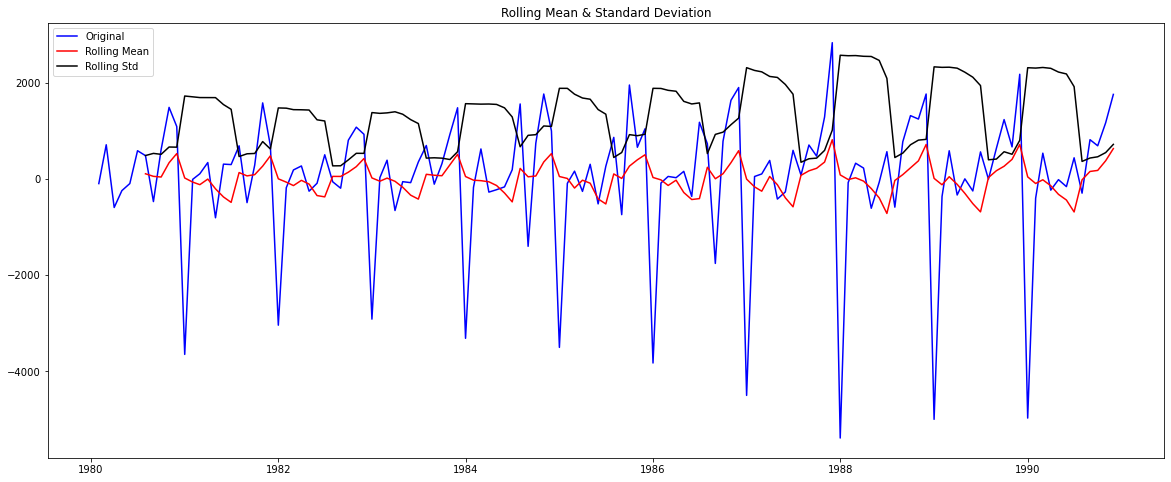 Rolling Mean & Standard Deviation
Original
Rolling Mean
Rolling Std
2000
0
−2000
−4000
1980 1982 1984 1986 1988 1990